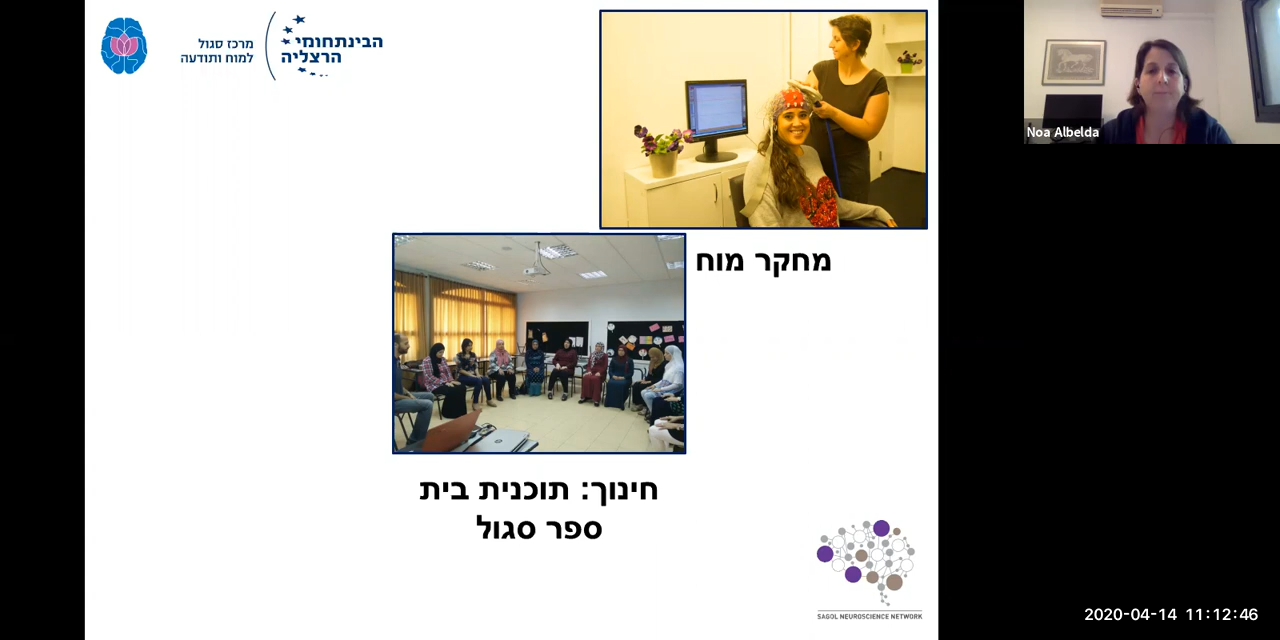 הבינתחומי
הרצליה
מרכז סגול
למוח ותודעה
Noa Albelda
מחקר מוח
חינוך: תוכנית בית
ספר סגול
SAGOL NEUROSCIENCE NETWORK
2020-04-14 11:12:46